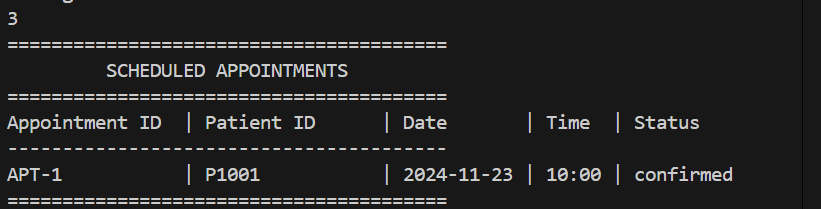 3
========================================
         SCHEDULED APPOINTMENTS
========================================
Appointment ID  | Patient ID      | Date       | Time  | Status
----------------------------------------
APT-1           | P1001           | 2024-11-23 | 10:00 | confirmed
========================================